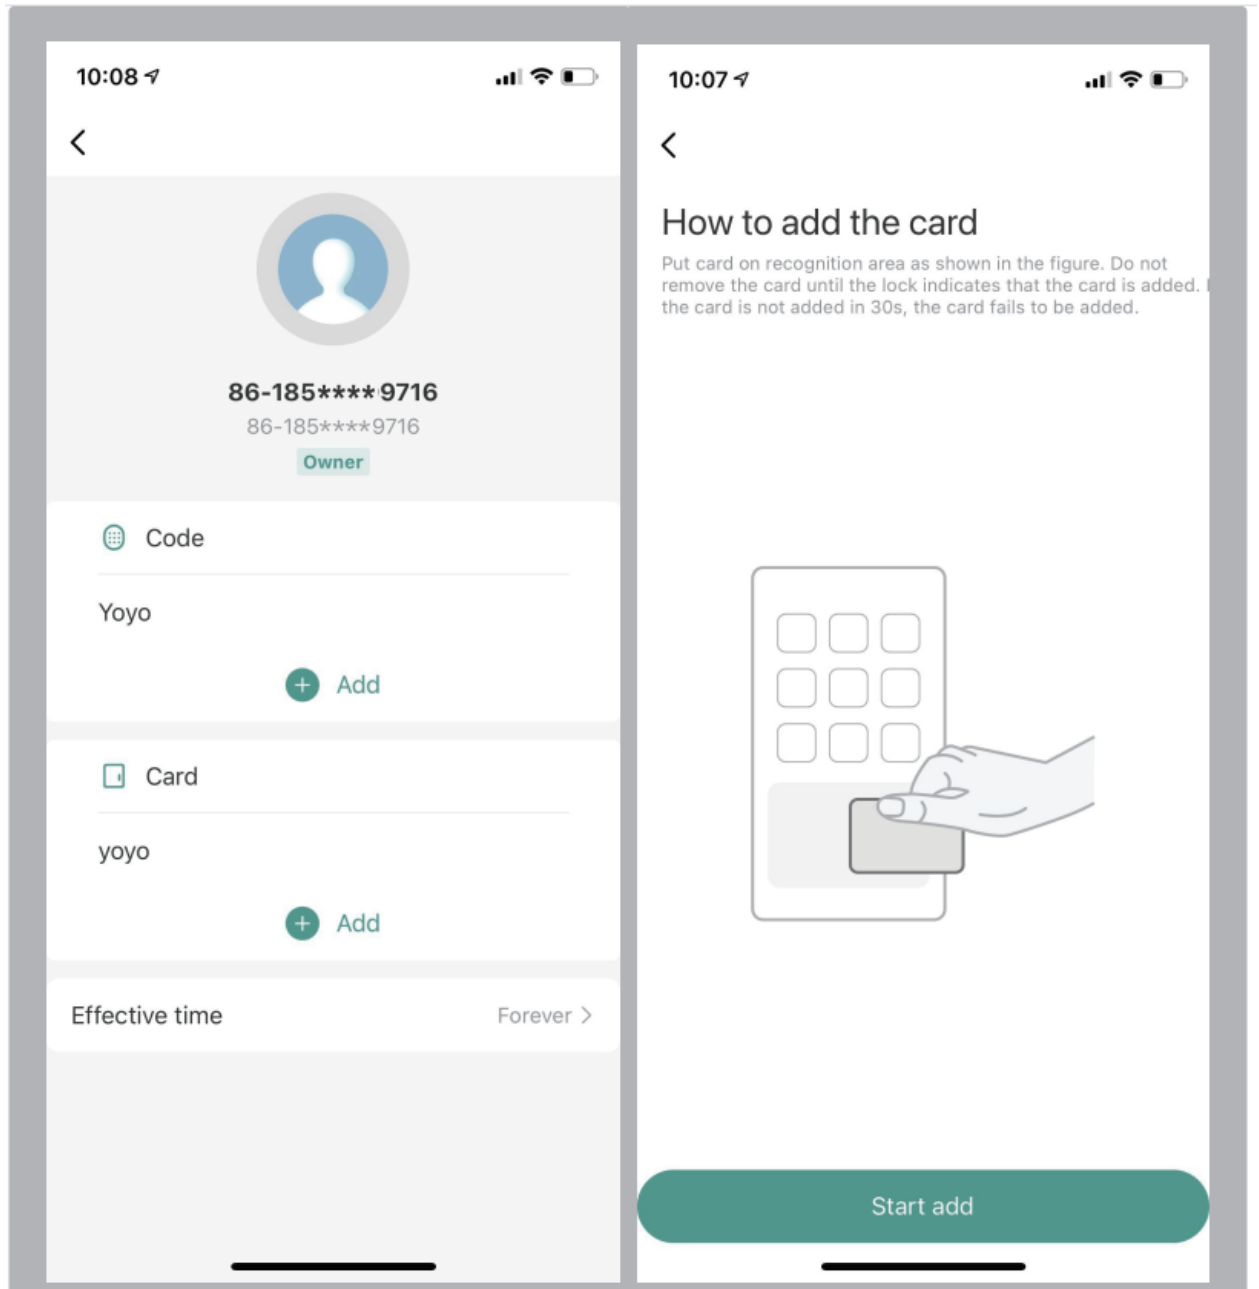 10:08
86-185****9716
86-185****9716
Owner
Code
Yoyo
Add
Card
yoyo
Add
Effective time
Forever
10:07
How to add the card
Put card on recognition area as shown in the figure. Do not
remove the card until the lock indicates that the card is added.
the card is not added in 30s, the card fails to be added.
Start add